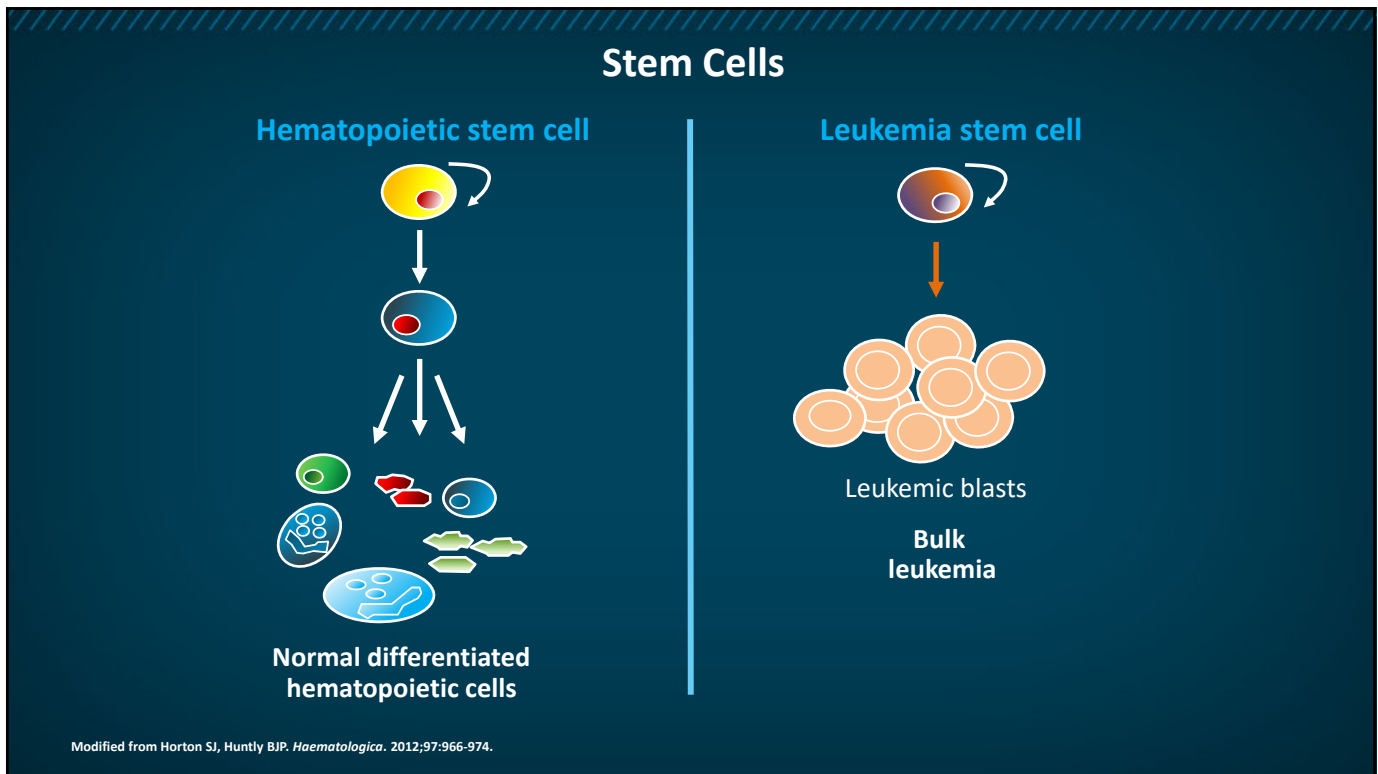 Stem Cells
Hematopoietic stem cell
Normal differentiated
hematopoietic cells
Leukemia stem cell
Leukemic blasts
Bulk
leukemia
Modified from Horton SJ, Huntly BJP. Haematologica. 2012;97:966-974.